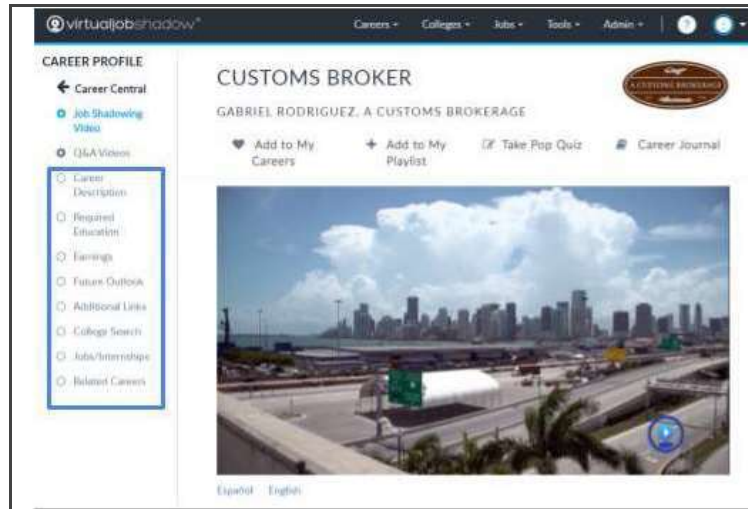 virtualjobshadow
Careers
Colleges
Jobs
Tools
Admin
?
CAREER PROFILE
Career Central
Job Shadowing
Video
Q&A Videos
Career
Description
Required
Education
Earnings
Future Outlook
Additional Links
College Search
Jobs/Internships
Related Careers
CUSTOMS BROKER
GABRIEL RODRIGUEZ, A CUSTOMS BROKERAGE
A CUSTOMS BROKERAGE
Add to My
Careers
Add to My
Playlist
Take Pop Quiz
Career Journal
Español English